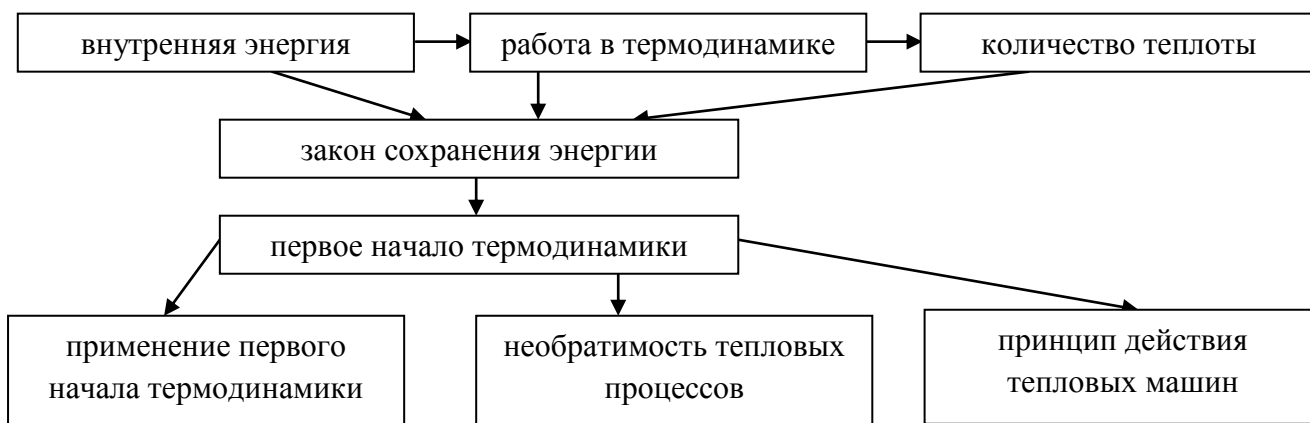 внутренняя энергия
работа в термодинамике
количество теплоты
закон сохранения энергии
первое начало термодинамики
применение первого
начала термодинамики
необратимость тепловых
процессов
принцип действия
тепловых машин